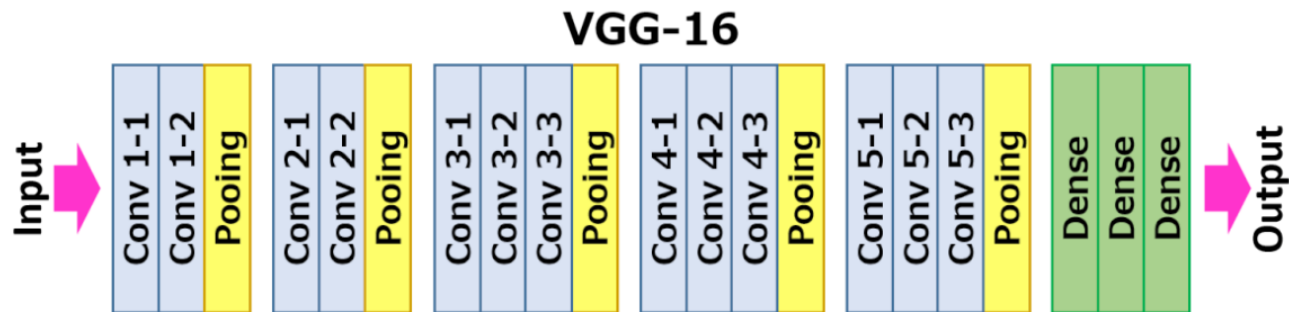 VGG-16
Input
Conv 1-1
Conv 1-2
Pooing
Conv 2-1
Conv 2-2
Pooing
Conv 3-1
Conv 3-2
Conv 3-3
Pooing
Conv 4-1
Conv 4-2
Conv 4-3
Pooing
Conv 5-1
Conv 5-2
Conv 5-3
Pooing
Dense
Dense
Dense
Output